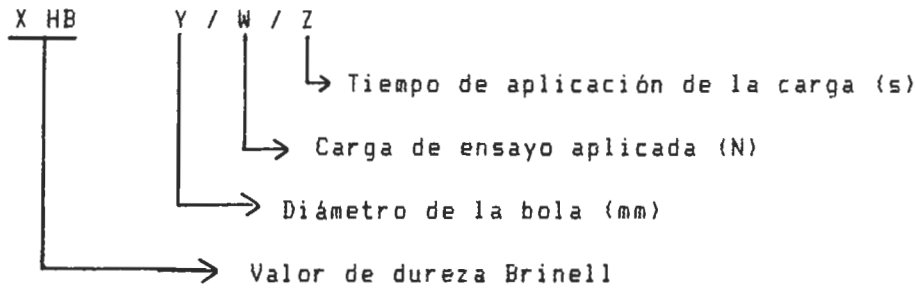 X HB Y / W / Z
Tiempo de aplicación de la carga (s)
Carga de ensayo aplicada (N)
Diámetro de la bola (mm)
Valor de dureza Brinell